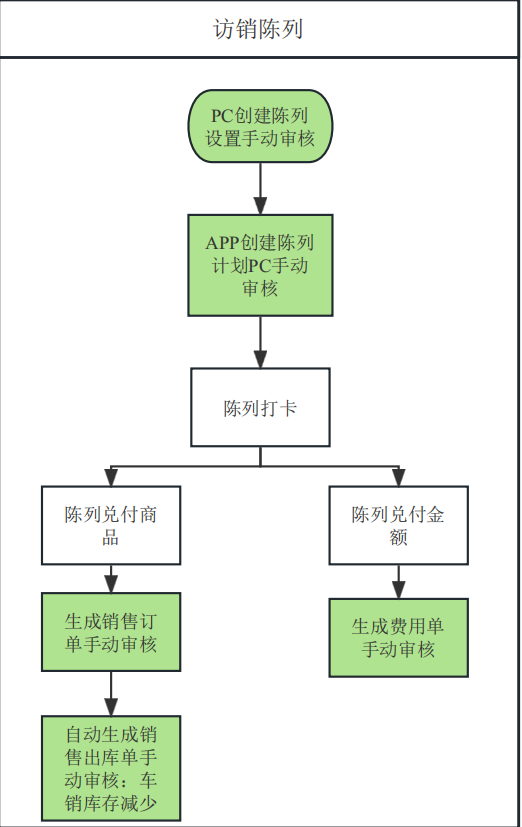 访销陈列
PC创建陈列
设置手动审核
APP创建陈列
计划PC手动
审核
陈列打卡
陈列兑付商
品
陈列兑付金
额
生成销售订
单手动审核
生成费用单
手动审核
自动生成销
售出库单手
动审核：车
销库存减少